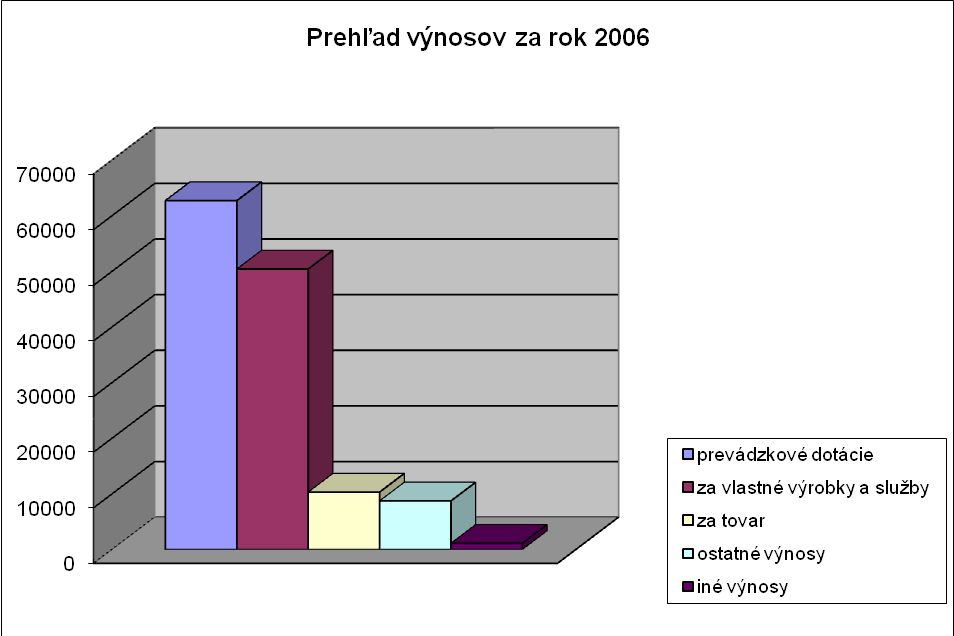 Prehľad výnosov za rok 2006
70000
60000
50000
40000
30000
20000
10000
0
prevádzkové dotácie
za vlastné výrobky a služby
za tovar
ostatné výnosy
iné výnosy